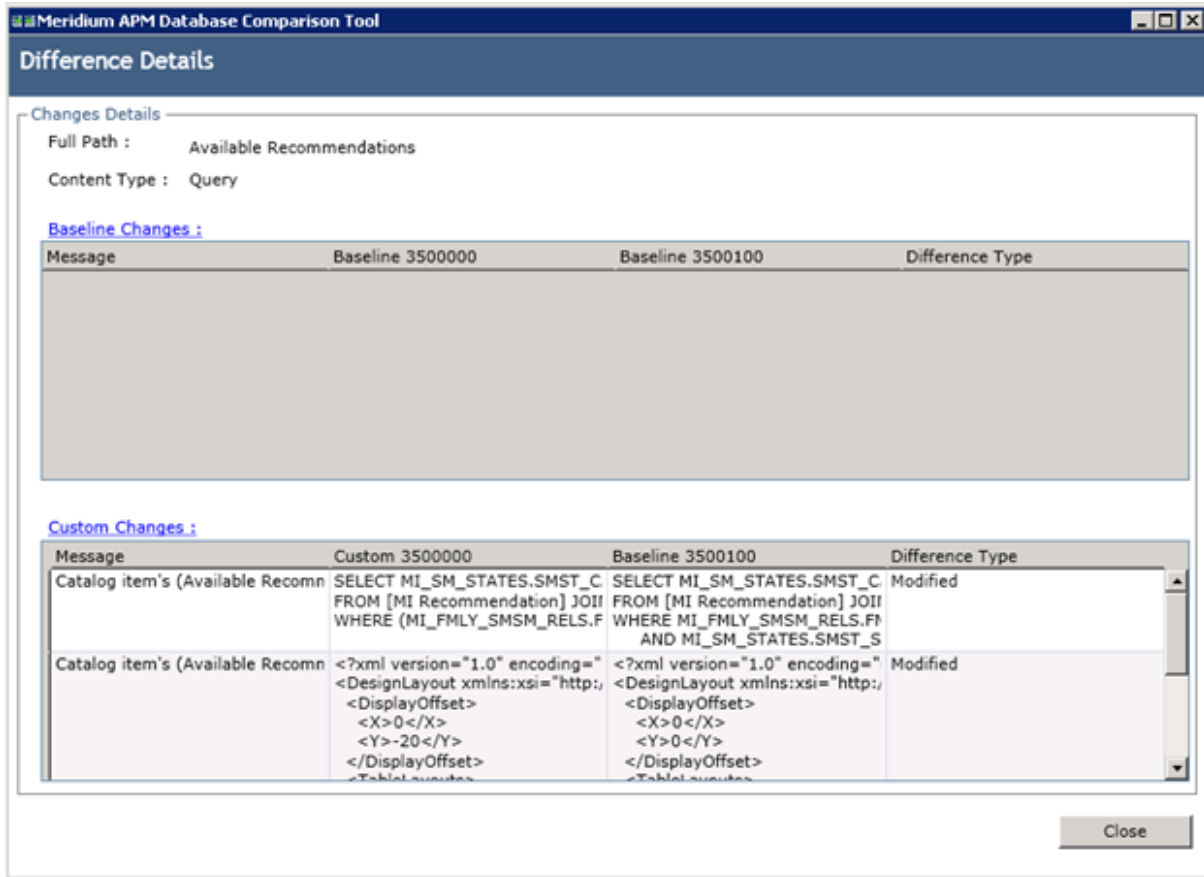 Meridium APM Database Comparison Tool
Difference Details
Changes Details
Full Path : Available Recommendations
Content Type : Query
Baseline Changes :
Message Baseline 3500000 Baseline 3500100 Difference Type
Custom Changes :
Message Custom 3500000 Baseline 3500100 Difference Type
Catalog item's (Available Recomn SELECT MI_SM_STATES.SMST_C. SELECT MI_SM_STATES.SMST_C. Modified
FROM [MI Recommendation] JOII FROM [MI Recommendation] JOII
WHERE (MI_FMLY_SMSM_RELS.F WHERE MI_FMLY_SMSM_RELS.FM
AND MI_SM_STATES.SMST_S
Catalog item's (Available Recomn <?xml version="1.0" encoding=" <?xml version="1.0" encoding=" Modified
<DesignLayout xmlns:xsi="http:/ <DesignLayout xmlns:xsi="http:/
<DisplayOffset> <DisplayOffset>
<X>0</X> <X>0</X>
<Y>-20</Y> <Y>0</Y>
</DisplayOffset> </DisplayOffset>
Close